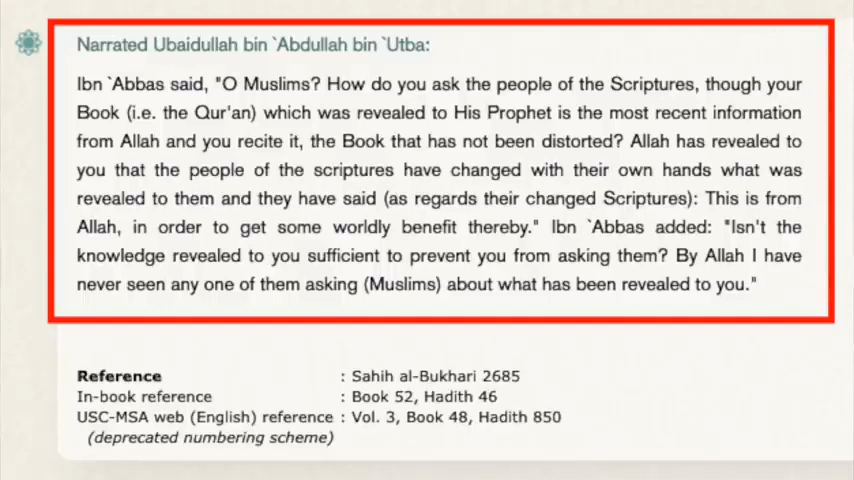 Narrated Ubaidullah bin `Abdullah bin `Utba:
Ibn `Abbas said, "O Muslims? How do you ask the people of the Scriptures, though your
Book (i.e. the Qur'an) which was revealed to His Prophet is the most recent information
from Allah and you recite it, the Book that has not been distorted? Allah has revealed to
you that the people of the scriptures have changed with their own hands what was
revealed to them and they have said (as regards their changed Scriptures): This is from
Allah, in order to get some worldly benefit thereby." Ibn `Abbas added: "Isn't the
knowledge revealed to you sufficient to prevent you from asking them? By Allah I have
never seen any one of them asking (Muslims) about what has been revealed to you."
Reference : Sahih al-Bukhari 2685
In-book reference : Book 52, Hadith 46
USC-MSA web (English) reference : Vol. 3, Book 48, Hadith 850
(deprecated numbering scheme)